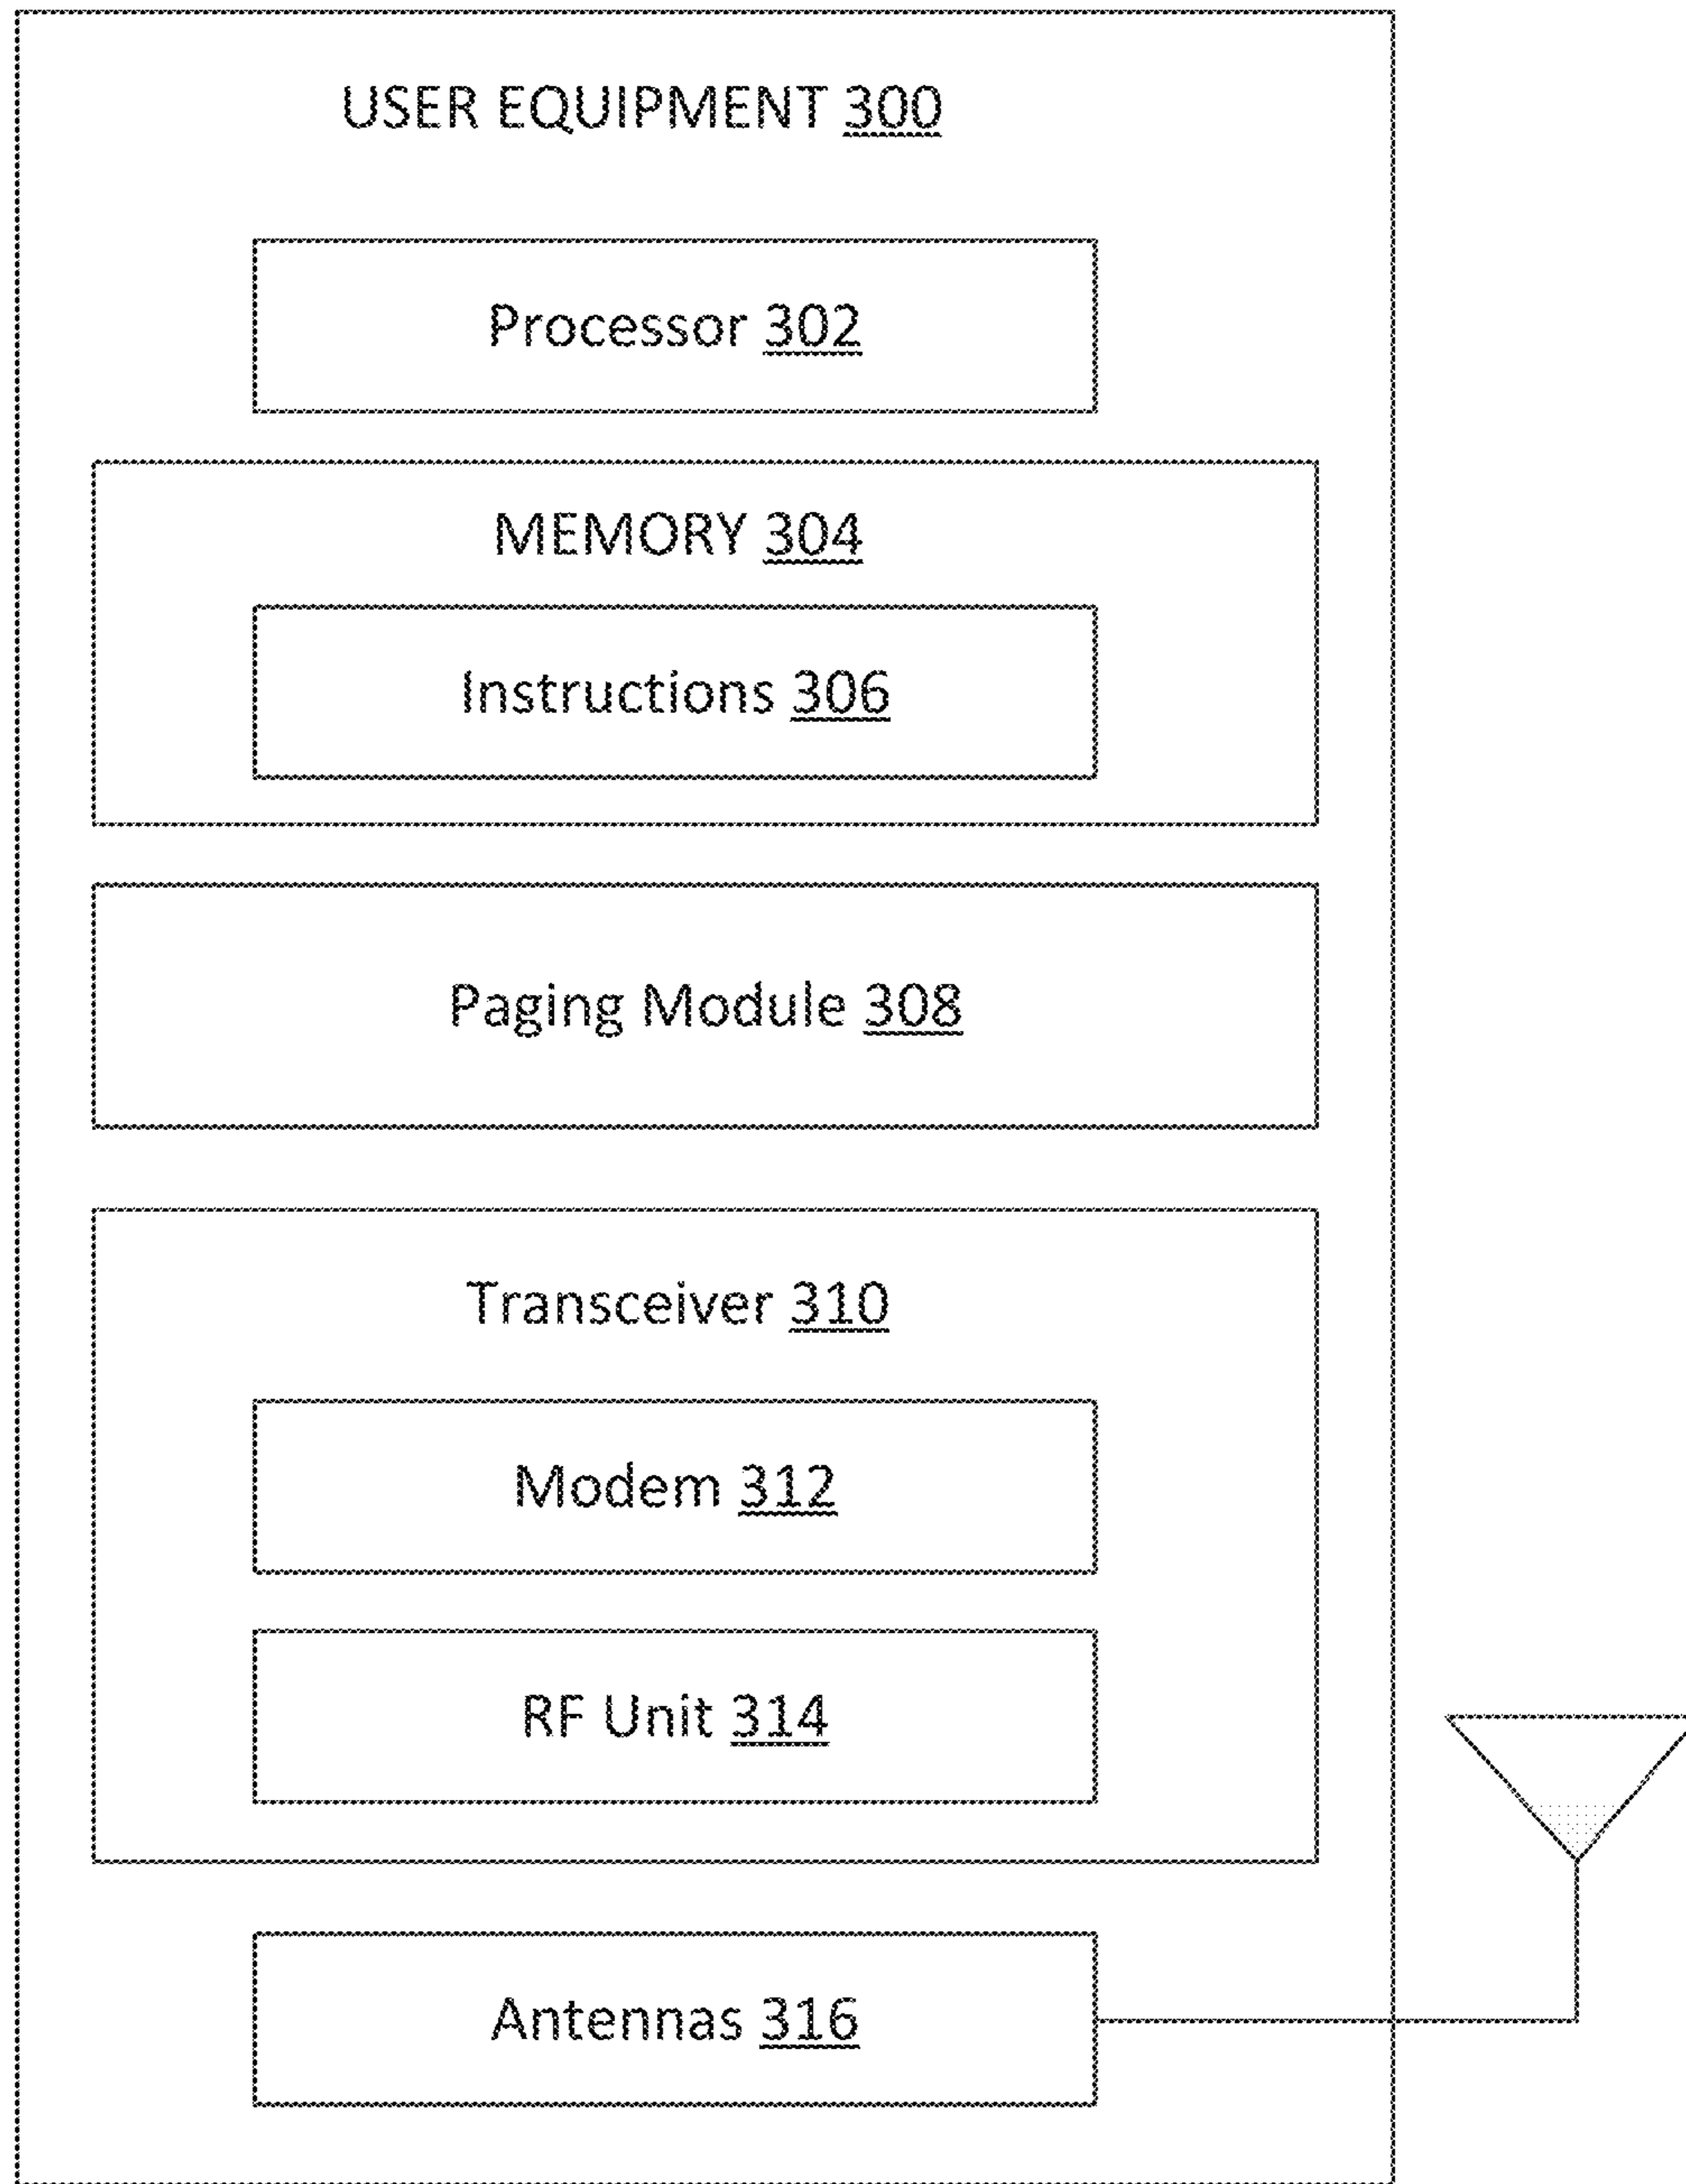 USER EQUIPMENT 300
Processor 302
MEMORY 304
Instructions 306
Paging Module 308
Transceiver 310
Modem 312
RF Unit 314
Antennas 316